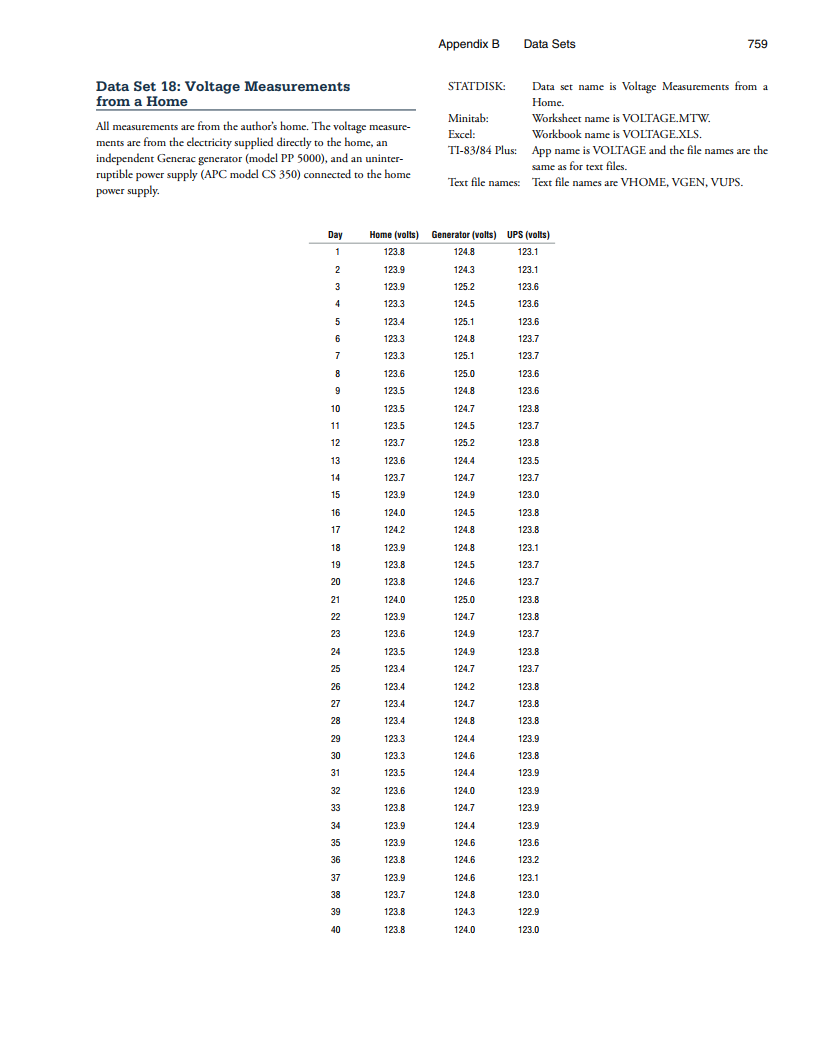 Appendix B Data Sets 759
Data Set 18: Voltage Measurements
from a Home
All measurements are from the author's home. The voltage measure-
ments are from the electricity supplied directly to the home, an
independent Generac generator (model PP 5000), and an uninter-
ruptible power supply (APC model CS 350) connected to the home
power supply.
STATDISK: Data set name is Voltage Measurements from a
Home.
Minitab: Worksheet name is VOLTAGE.MTW.
Excel: Workbook name is VOLTAGE.XLS.
TI-83/84 Plus: App name is VOLTAGE and the file names are the
same as for text files.
Text file names: Text file names are VHOME, VGEN, VUPS.
Day Home (volts) Generator (volts) UPS (volts)
1 123.8 124.8 123.1
2 123.9 124.3 123.1
3 123.9 125.2 123.6
4 123.3 124.5 123.6
5 123.4 125.1 123.6
6 123.3 124.8 123.7
7 123.3 125.1 123.7
8 123.6 125.0 123.6
9 123.5 124.8 123.6
10 123.5 124.7 123.8
11 123.5 124.5 123.7
12 123.7 125.2 123.8
13 123.6 124.4 123.5
14 123.7 124.7 123.7
15 123.9 124.9 123.0
16 124.0 124.5 123.8
17 124.2 124.8 123.8
18 123.9 124.8 123.1
19 123.8 124.5 123.7
20 123.8 124.6 123.7
21 124.0 125.0 123.8
22 123.9 124.7 123.8
23 123.6 124.9 123.7
24 123.5 124.9 123.8
25 123.4 124.7 123.7
26 123.4 124.2 123.8
27 123.4 124.7 123.8
28 123.4 124.8 123.8
29 123.3 124.4 123.9
30 123.3 124.6 123.8
31 123.5 124.4 123.9
32 123.6 124.0 123.9
33 123.8 124.7 123.9
34 123.9 124.4 123.9
35 123.9 124.6 123.6
36 123.8 124.6 123.2
37 123.9 124.6 123.1
38 123.7 124.8 123.0
39 123.8 124.3 122.9
40 123.8 124.0 123.0